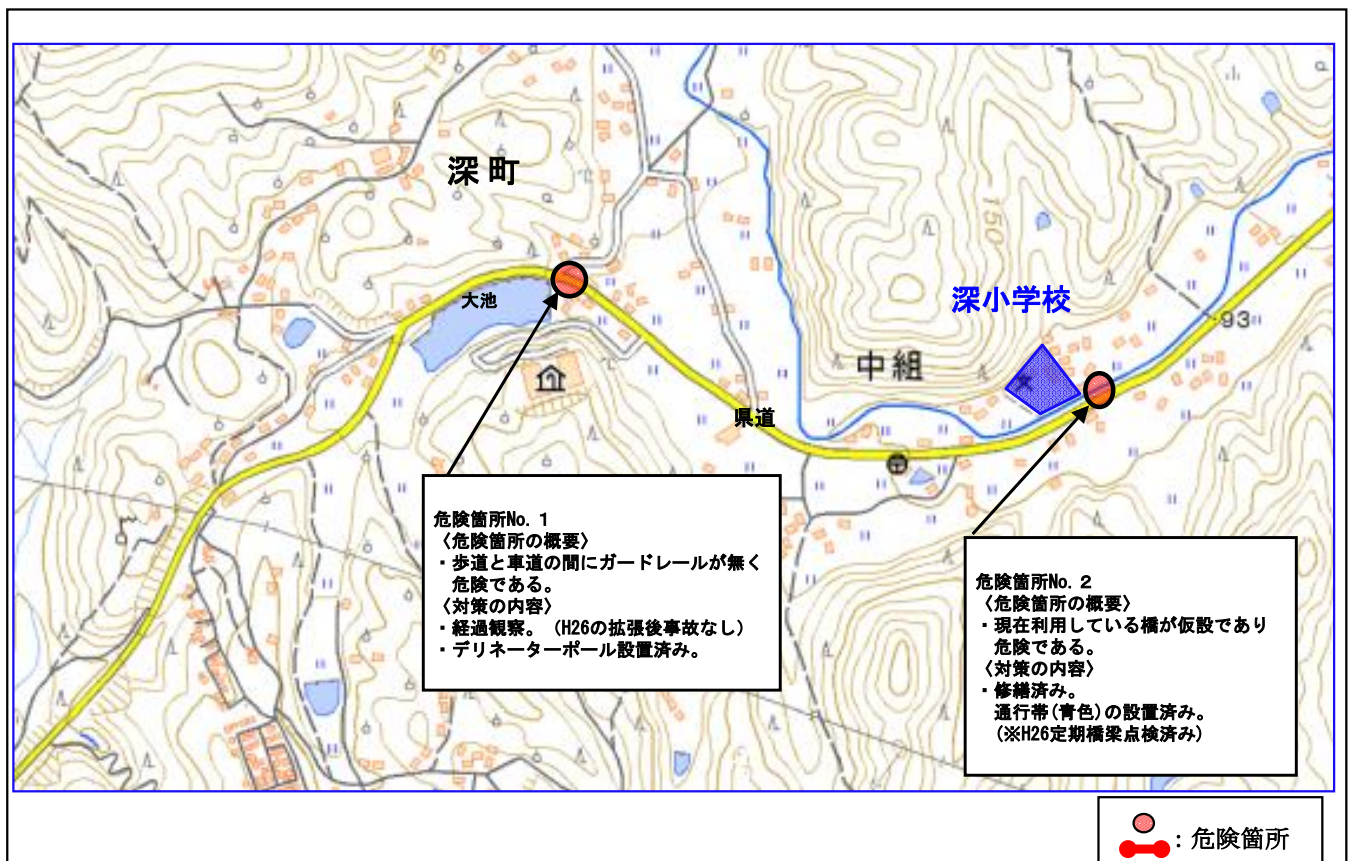 深町
大池
深小学校
中組
県道
150
150
93
危険箇所No.1
〈危険箇所の概要〉
・歩道と車道の間にガードレールが無く
危険である。
〈対策の内容〉
・経過観察。（H26の拡張後事故なし）
・デリネーターポール設置済み。
危険箇所No.2
〈危険箇所の概要〉
・現在利用している橋が仮設であり
危険である。
〈対策の内容〉
・修繕済み。
通行帯(青色)の設置済み。
(※H26定期橋梁点検済み)
：危険箇所